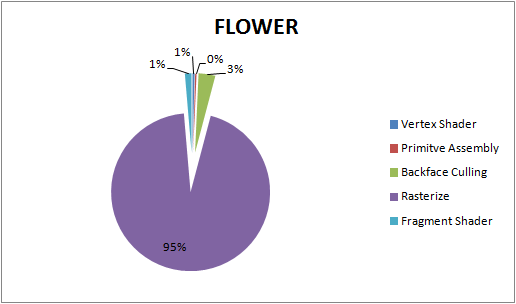 FLOWER
1%
0%
1%
3%
95%
Vertex Shader
Primitve Assembly
Backface Culling
Rasterize
Fragment Shader